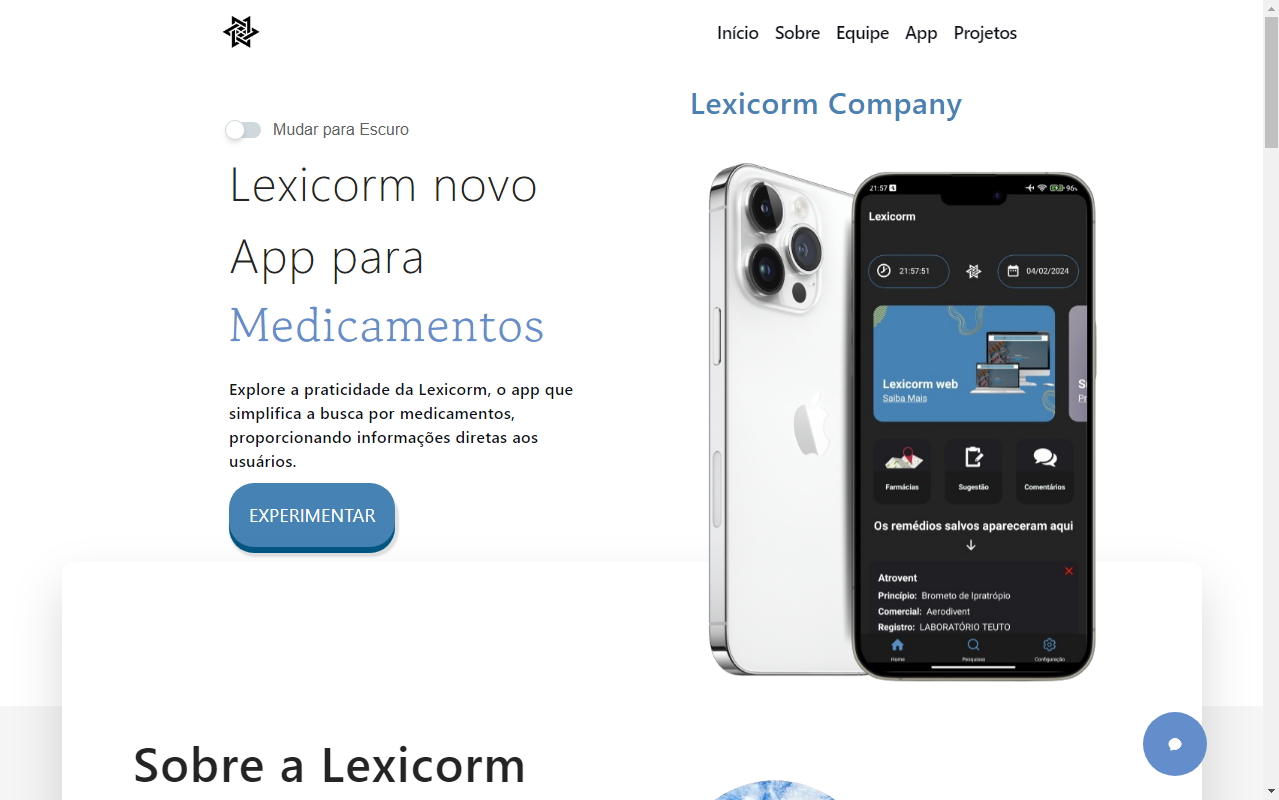 Início Sobre Equipe App Projetos
Lexicorm Company
Mudar para Escuro
Lexicorm novo
App para
Medicamentos
Explore a praticidade da Lexicorm, o app que
simplifica a busca por medicamentos,
proporcionando informações diretas aos
usuários.
EXPERIMENTAR
21:57
96%
Lexicorm
21:57:51
04/02/2024
Lexicorm web
Saiba Mais
Farmácias
Sugestão
Comentários
Os remédios salvos apareceram aqui
Atrovent
Princípio: Brometo de Ipratrópio
Comercial: Aerodivent
Registro: LABORATÓRIO TEUTO
Home
Pesquisas
Configuração
Sobre a Lexicorm